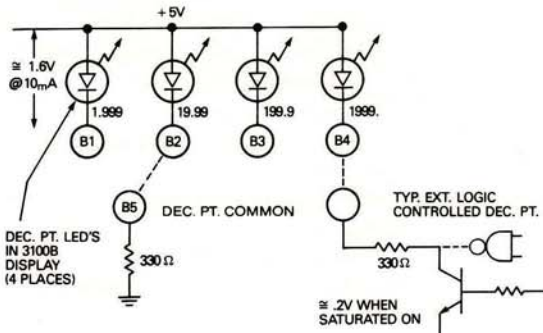 +5V
≅ 1.6V
@10mA
1.999
19.99
199.9
1999.
B1
B2
B3
B4
B5
DEC. PT. COMMON
TYP. EXT. LOGIC
CONTROLLED DEC. PT.
DEC. PT. LED'S
IN 3100B
DISPLAY
(4 PLACES)
330Ω
330Ω
≅ .2V WHEN
SATURATED ON